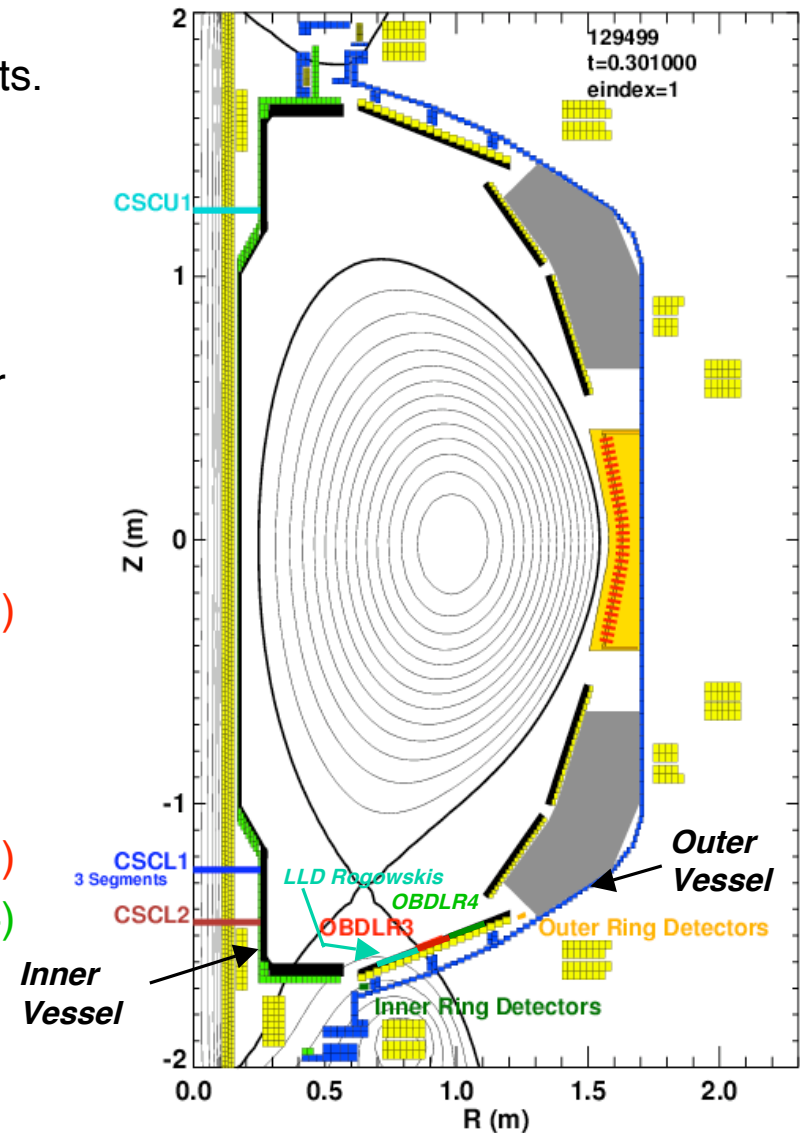 ts.
r
)
)
)
129499
t=0.301000
eindex=1
2
1
0
-1
-2
Z (m)
CSCU1
CSCL1
3 Segments
CSCL2
LLD Rogowskis
OBDLR4
OBDLR3
Outer
Vessel
Outer Ring Detectors
Inner
Vessel
Inner Ring Detectors
0.0 0.5 1.0 1.5 2.0
R (m)